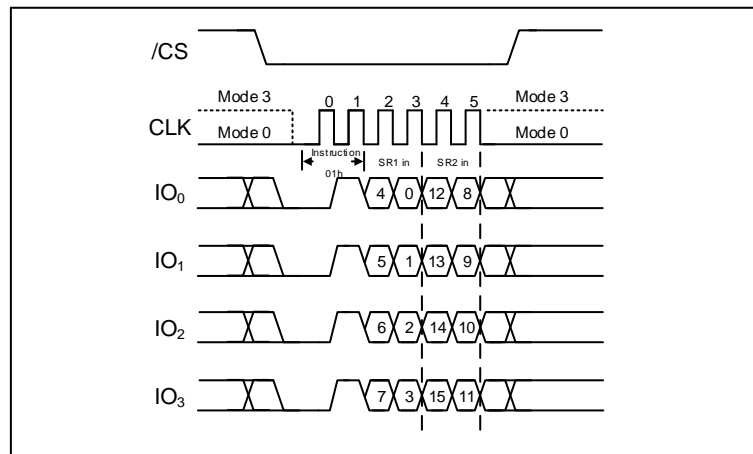 /CS
Mode 3 0 1 2 3 4 5 Mode 3
CLK Mode 0 Mode 0
Instruction SR1 in SR2 in
01h
IO0 4 0 12 8
IO1 5 1 13 9
IO2 6 2 14 10
IO3 7 3 15 11